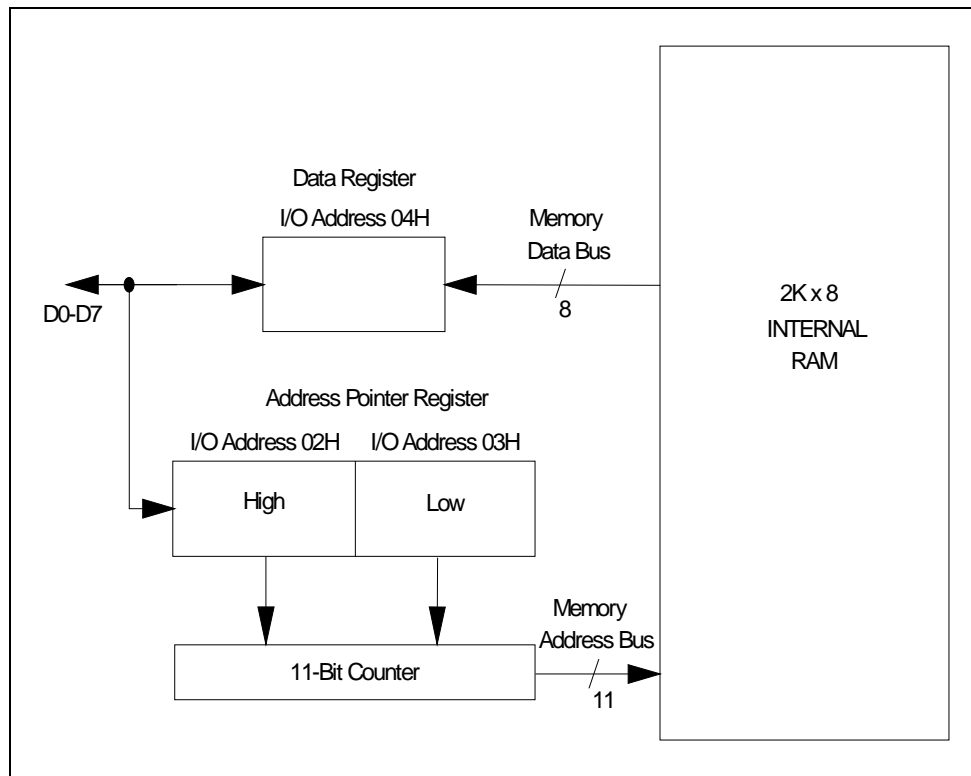 Data Register
I/O Address 04H
Memory
Data Bus
8
D0-D7
2K x 8
INTERNAL
RAM
Address Pointer Register
I/O Address 02H
I/O Address 03H
High
Low
11-Bit Counter
Memory
Address Bus
11